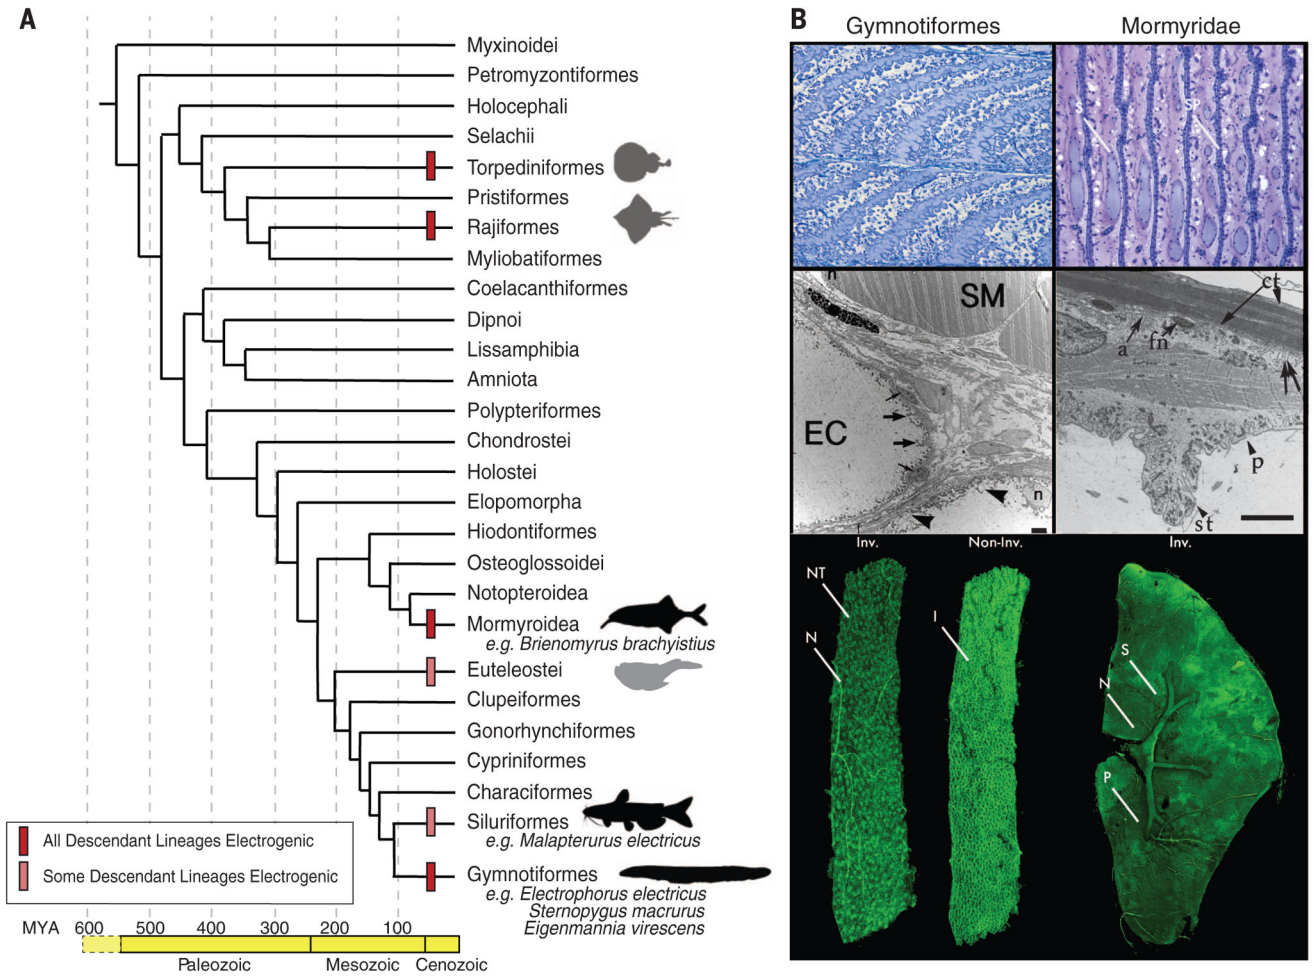 A
Myxinoidei
Petromyzontiformes
Holocephali
Selachii
Torpediniformes
Pristiformes
Rajiformes
Myliobatiformes
Coelacanthiformes
Dipnoi
Lissamphibia
Amniota
Polypteriformes
Chondrostei
Holostei
Elopomorpha
Hiodontiformes
Osteoglossoidei
Notopteroidea
Mormyroidea
e.g. Brienomyrus brachyistius
Euteleostei
Clupeiformes
Gonorhynchiformes
Cypriniformes
Characiformes
Siluriformes
e.g. Malapterurus electricus
Gymnotiformes
e.g. Electrophorus electricus
Sternopygus macrurus
Eigenmannia virescens
All Descendant Lineages Electrogenic
Some Descendant Lineages Electrogenic
MYA 600 500 400 300 200 100
Paleozoic Mesozoic Cenozoic
B
Gymnotiformes Mormyridae
S SP
n SM
EC
n
ct
a fn
p
st
Inv. Non-Inv. Inv.
NT
N
I
S
N
P